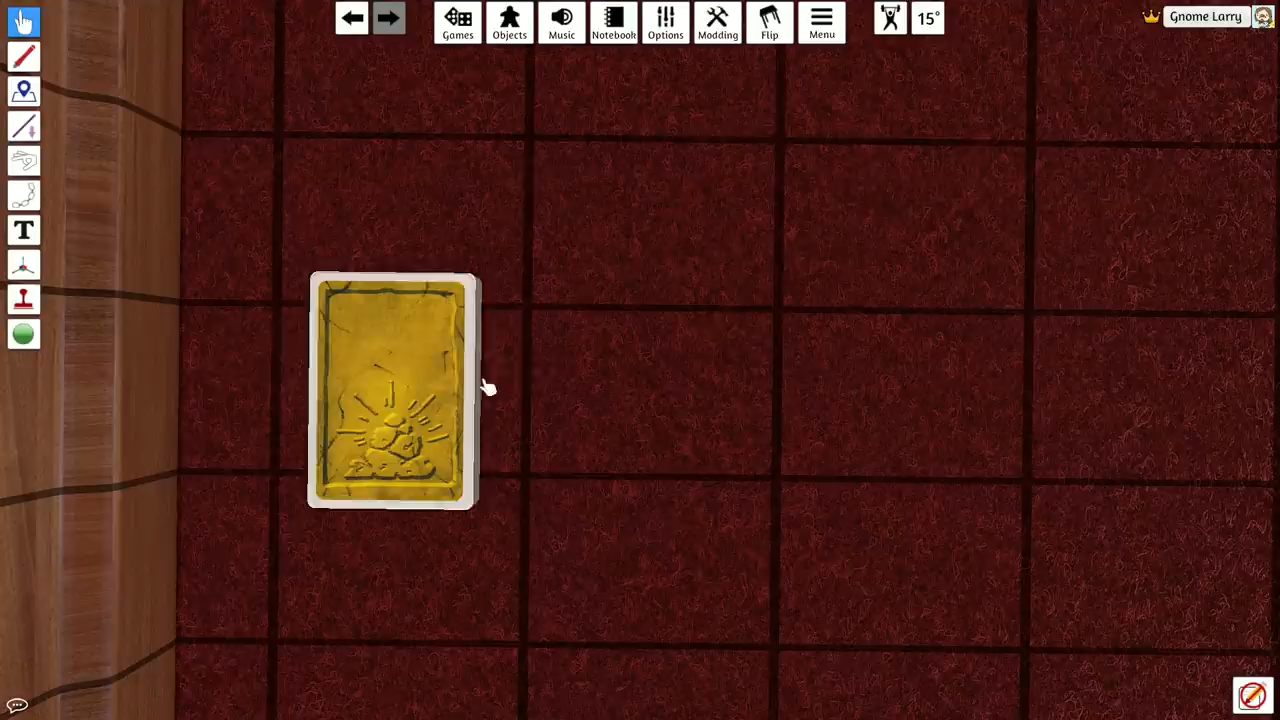 Games
Objects
Music
Notebook
Options
Modding
Flip
Menu
15°
Gnome Larry
T